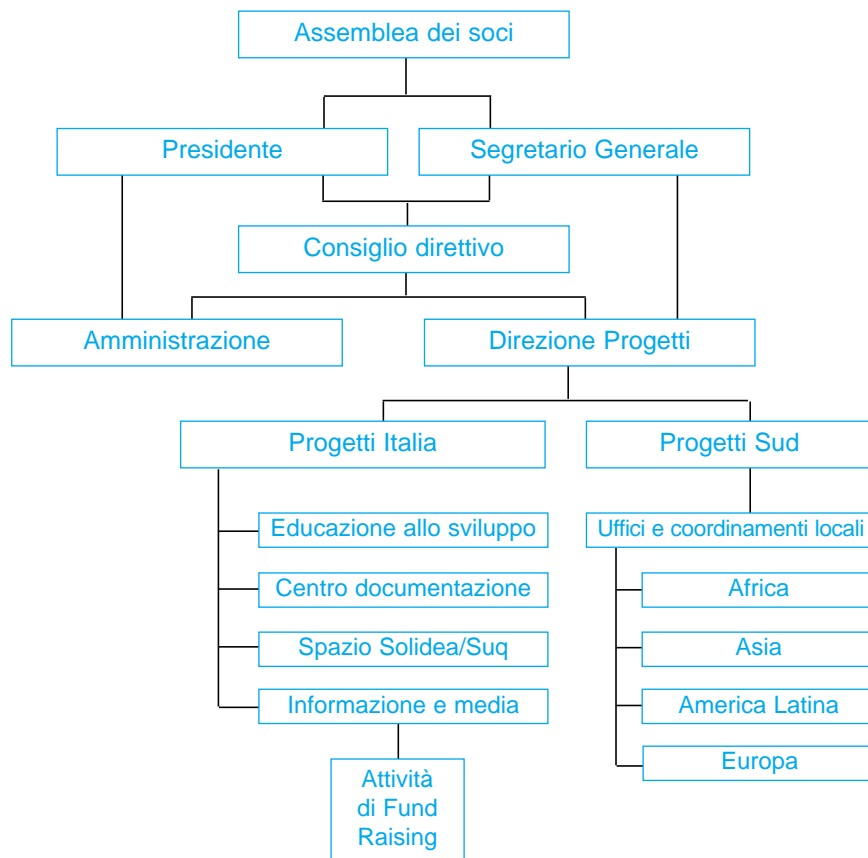 Assemblea dei soci
Presidente
Segretario Generale
Consiglio direttivo
Amministrazione
Direzione Progetti
Progetti Italia
Progetti Sud
Educazione allo sviluppo
Uffici e coordinamenti locali
Centro documentazione
Africa
Spazio Solidea/Suq
Asia
Informazione e media
America Latina
Europa
Attività
di Fund
Raising